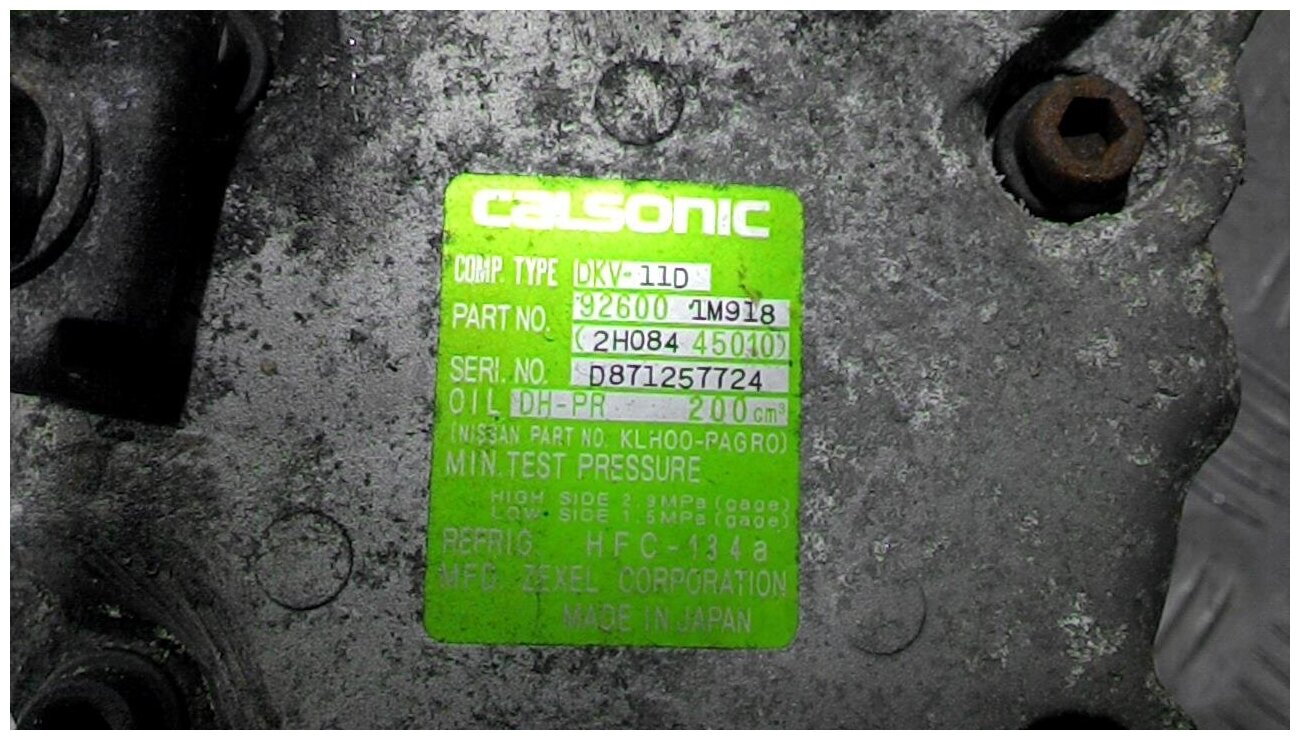 CALSONIC
COMP. TYPE DKV-11D
PART NO. 92600 1M918
(2H084 45010)
SERI. NO. D871257724
OIL DH-PR 200cm³
(NISSAN PART NO. KLH00-PAGR0)
MIN. TEST PRESSURE
HIGH SIDE 2.9MPa (gage)
LOW SIDE 1.5MPa (gage)
REFRIG. HFC-134a
MFG. ZEXEL CORPORATION
MADE IN JAPAN